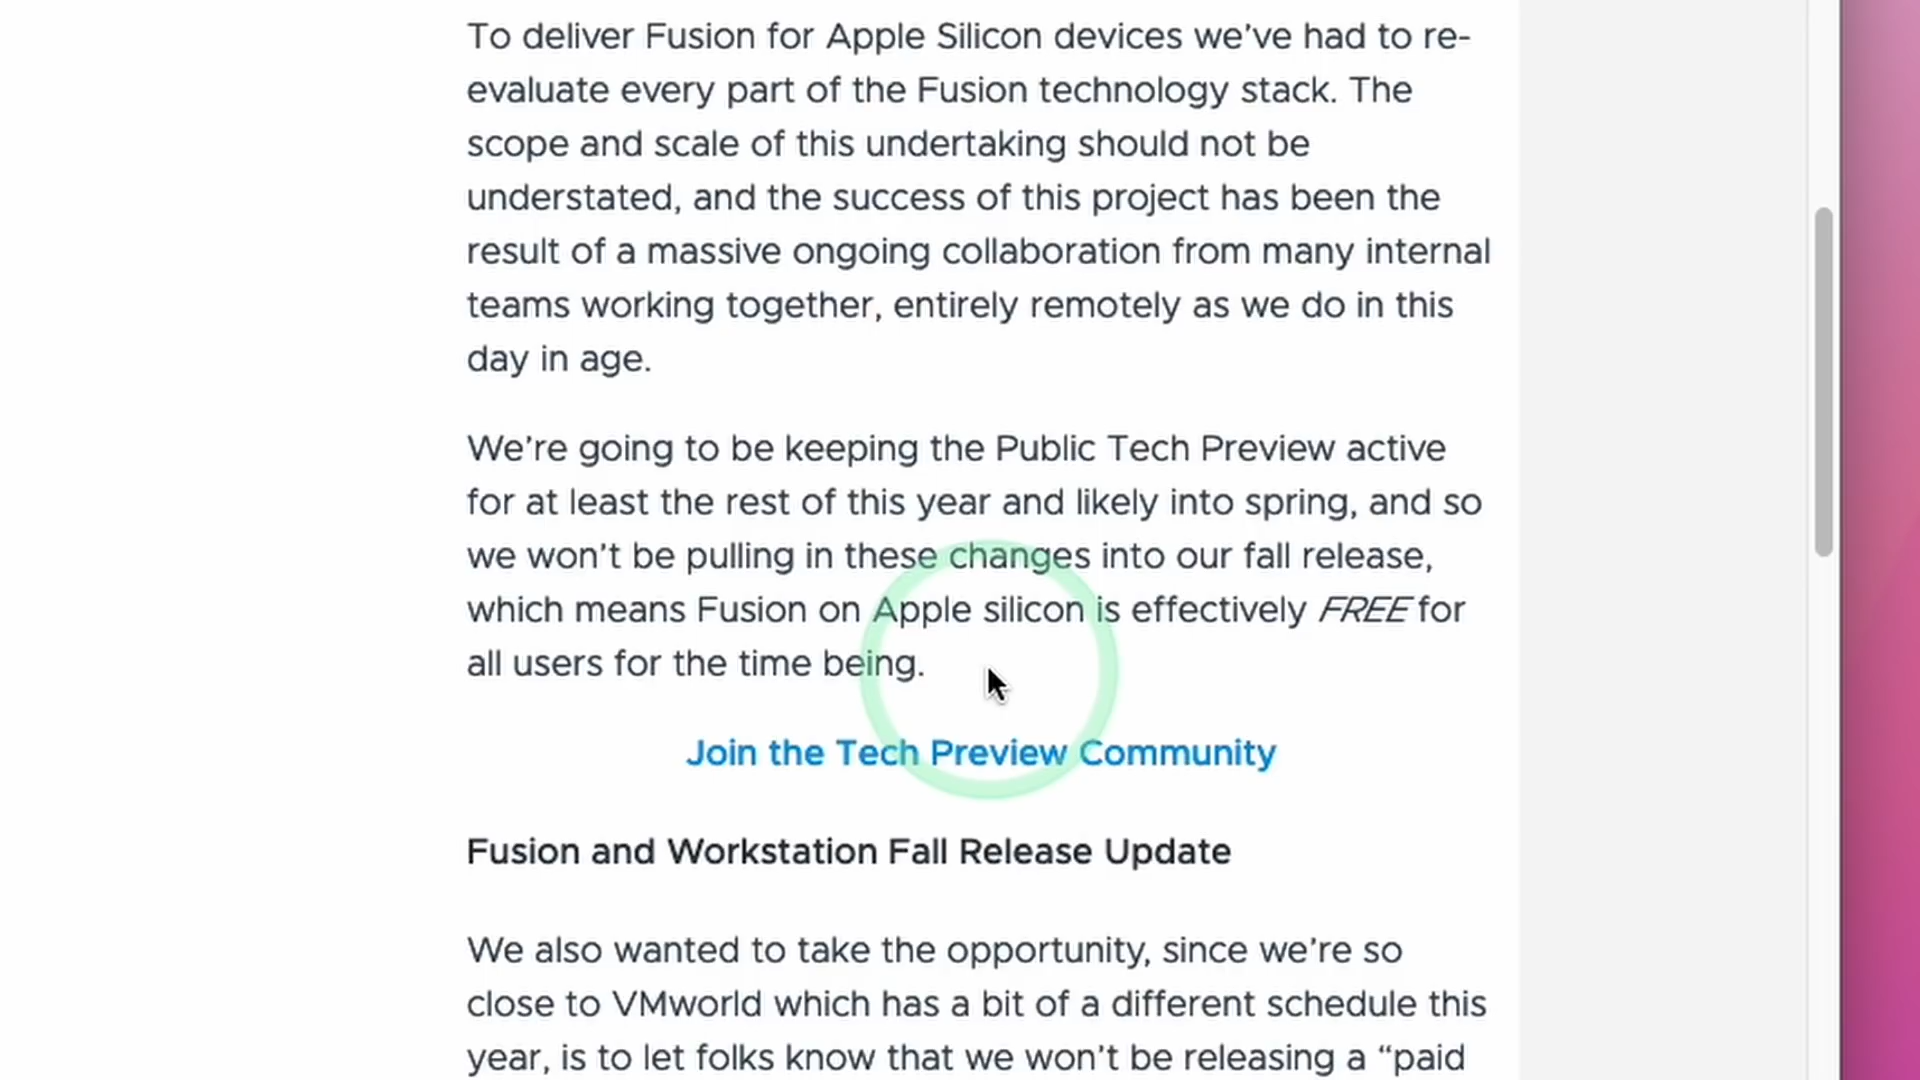 To deliver Fusion for Apple Silicon devices we’ve had to re-
evaluate every part of the Fusion technology stack. The
scope and scale of this undertaking should not be
understated, and the success of this project has been the
result of a massive ongoing collaboration from many internal
teams working together, entirely remotely as we do in this
day in age.
We’re going to be keeping the Public Tech Preview active
for at least the rest of this year and likely into spring, and so
we won’t be pulling in these changes into our fall release,
which means Fusion on Apple silicon is effectively FREE for
all users for the time being.
Join the Tech Preview Community
Fusion and Workstation Fall Release Update
We also wanted to take the opportunity, since we’re so
close to VMworld which has a bit of a different schedule this
year, is to let folks know that we won’t be releasing a “paid